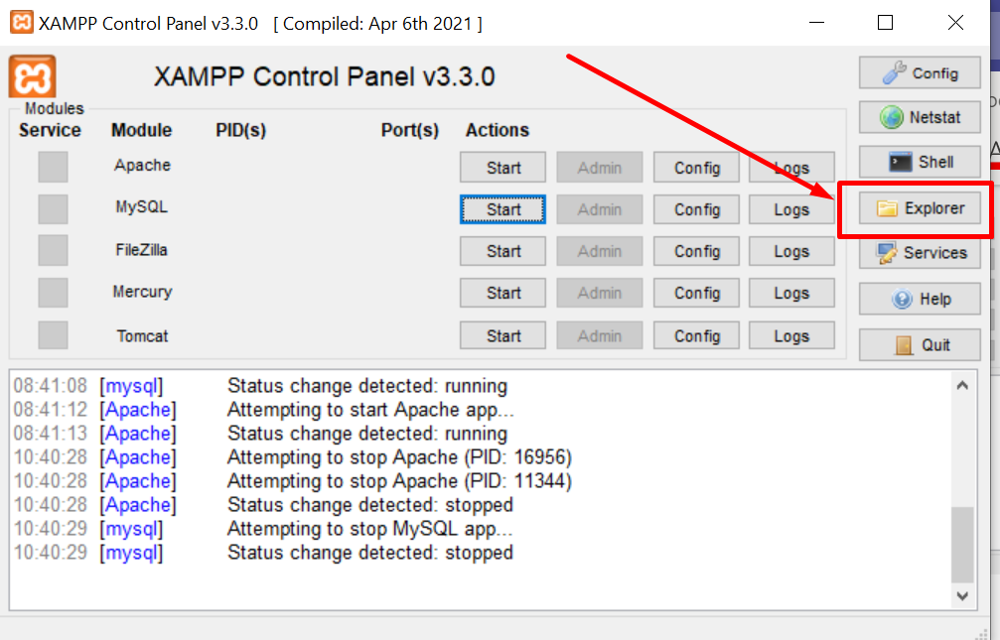 XAMPP Control Panel v3.3.0 [ Compiled: Apr 6th 2021 ]
XAMPP Control Panel v3.3.0
Config
Modules
Service Module PID(s) Port(s) Actions
Netstat
Apache Start Admin Config Logs
Shell
MySQL Start Admin Config Logs
Explorer
FileZilla Start Admin Config Logs
Services
Mercury Start Admin Config Logs
Help
Tomcat Start Admin Config Logs
Quit
08:41:08 [mysql] Status change detected: running
08:41:12 [Apache] Attempting to start Apache app...
08:41:13 [Apache] Status change detected: running
10:40:28 [Apache] Attempting to stop Apache (PID: 16956)
10:40:28 [Apache] Attempting to stop Apache (PID: 11344)
10:40:28 [Apache] Status change detected: stopped
10:40:29 [mysql] Attempting to stop MySQL app...
10:40:29 [mysql] Status change detected: stopped